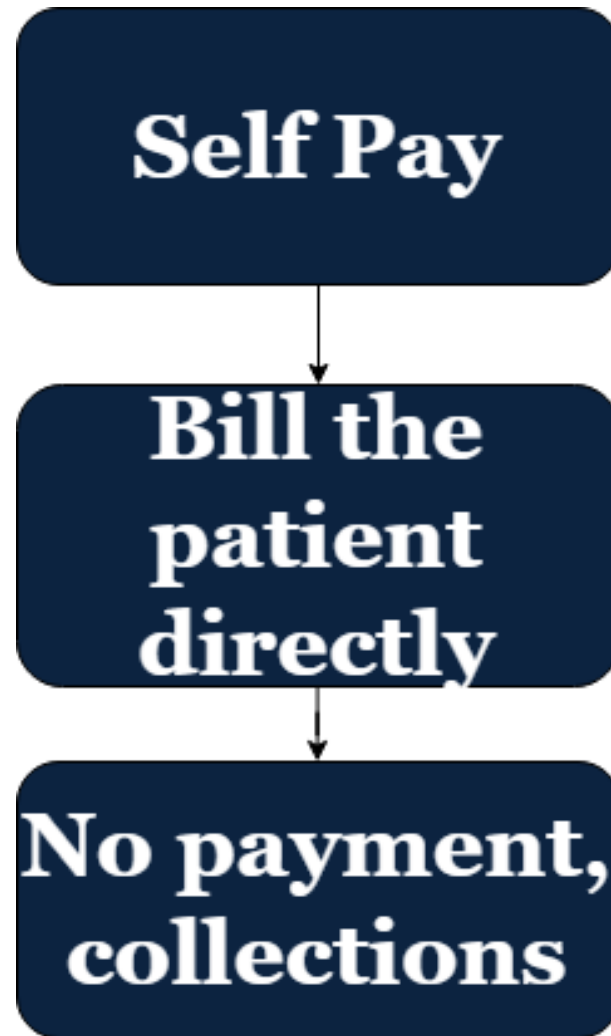 Self Pay
Bill the
patient
directly
No payment,
collections